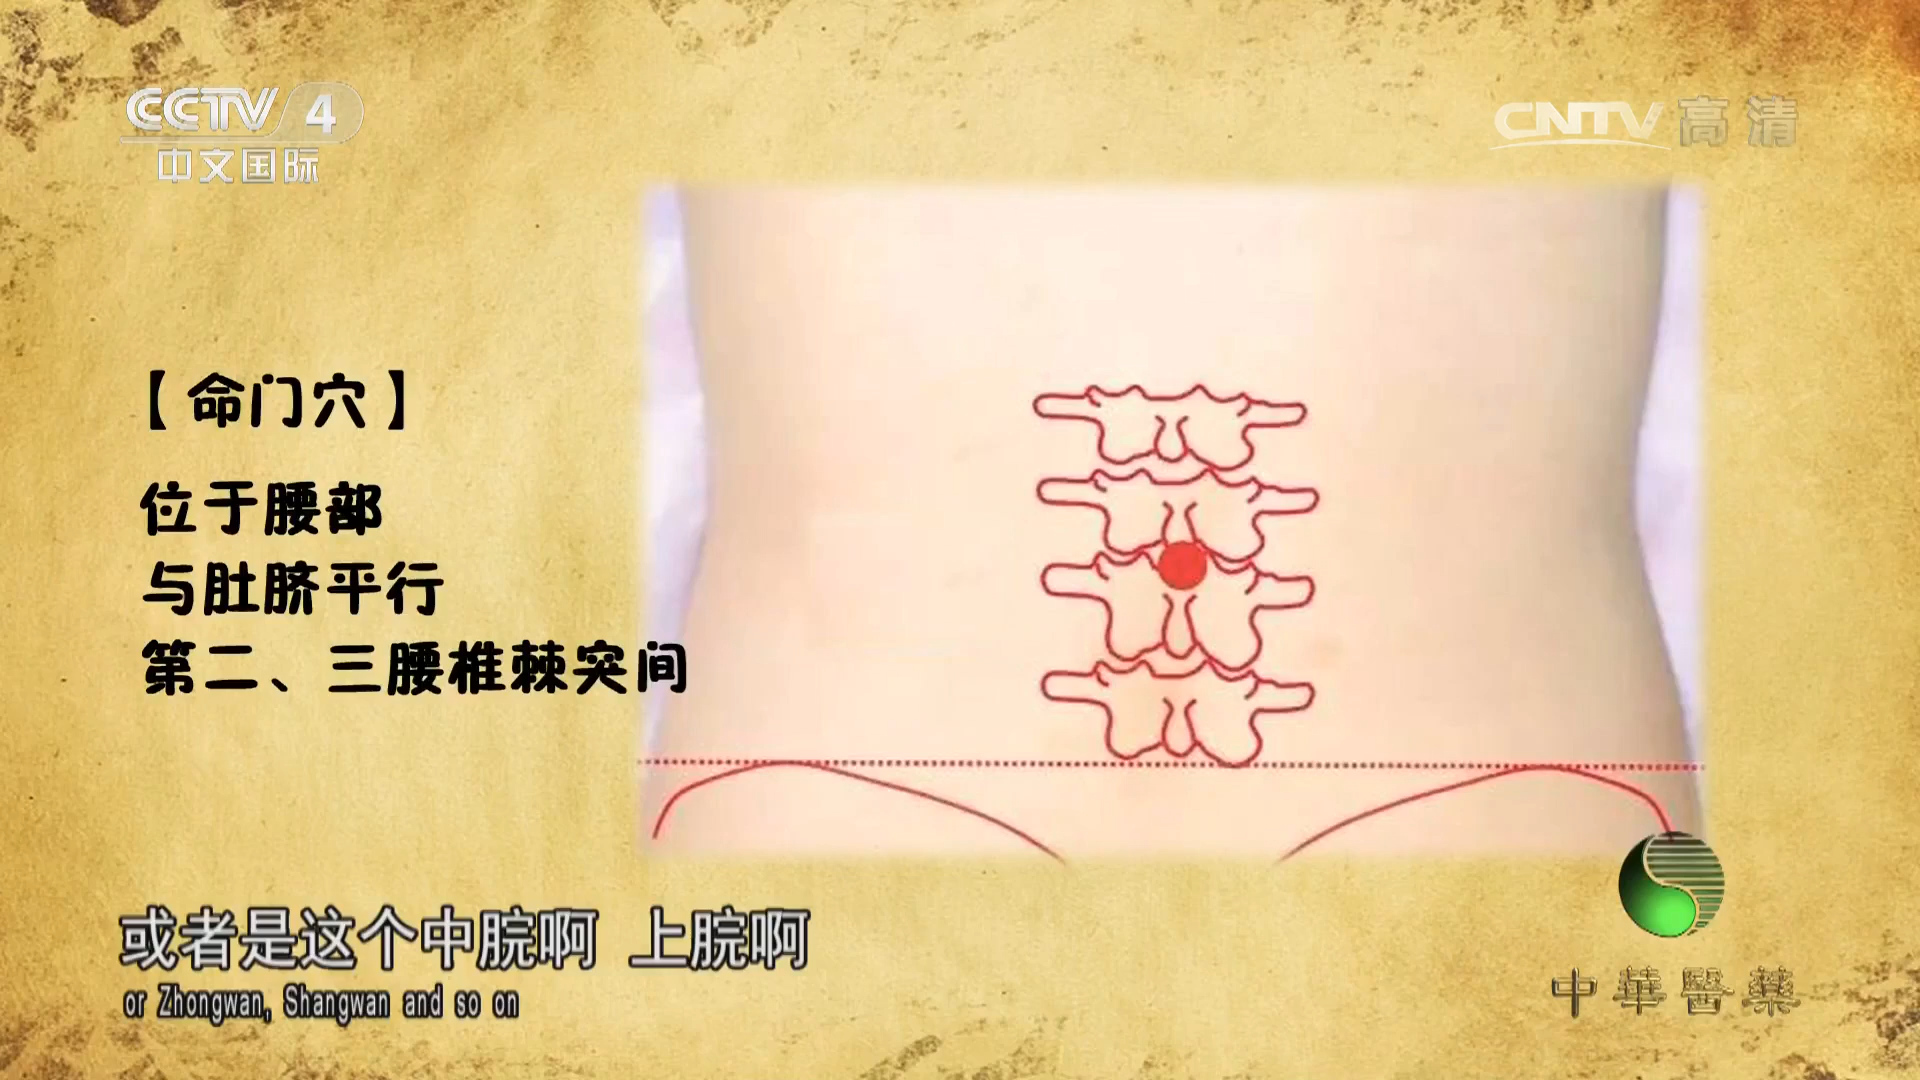 CCTV 4
中文国际
CNTV 高清
【命门穴】
位于腰部
与肚脐平行
第二、三腰椎棘突间
或者是这个中脘啊 上脘啊
or Zhongwan, Shangwan and so on
中華醫藥